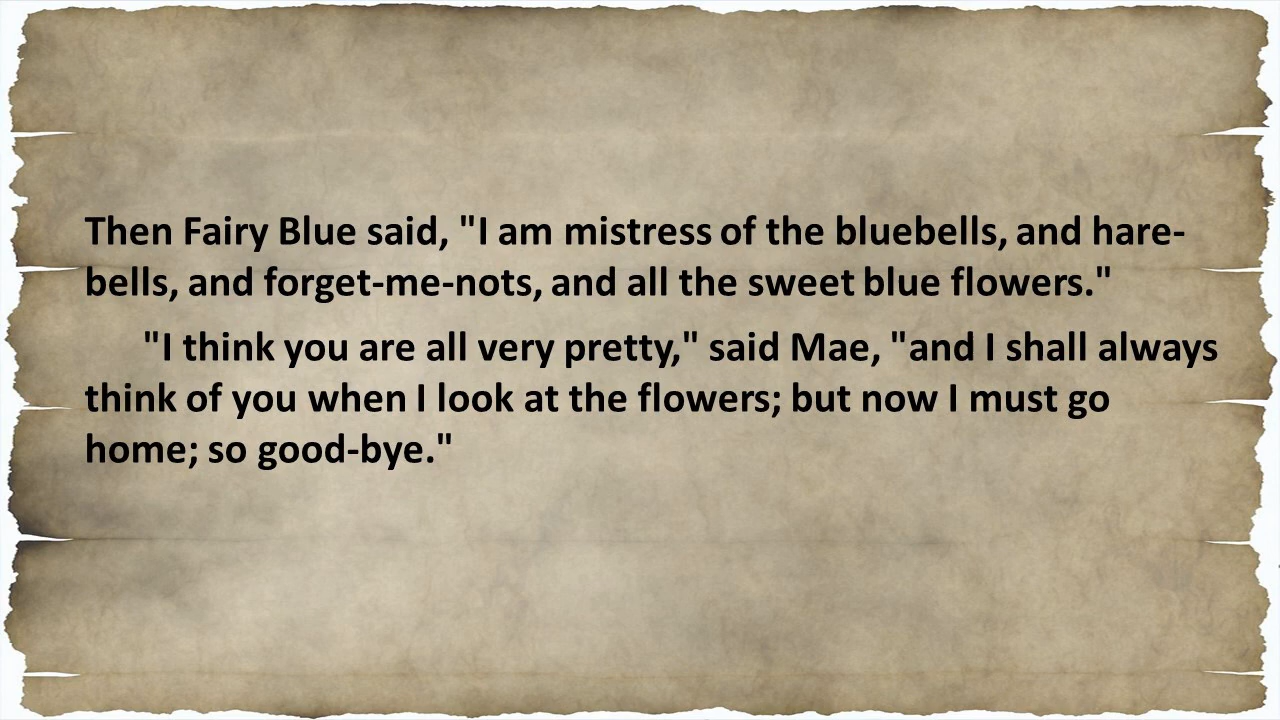 Then Fairy Blue said, "I am mistress of the bluebells, and hare-
bells, and forget-me-nots, and all the sweet blue flowers."
"I think you are all very pretty," said Mae, "and I shall always
think of you when I look at the flowers; but now I must go
home; so good-bye."